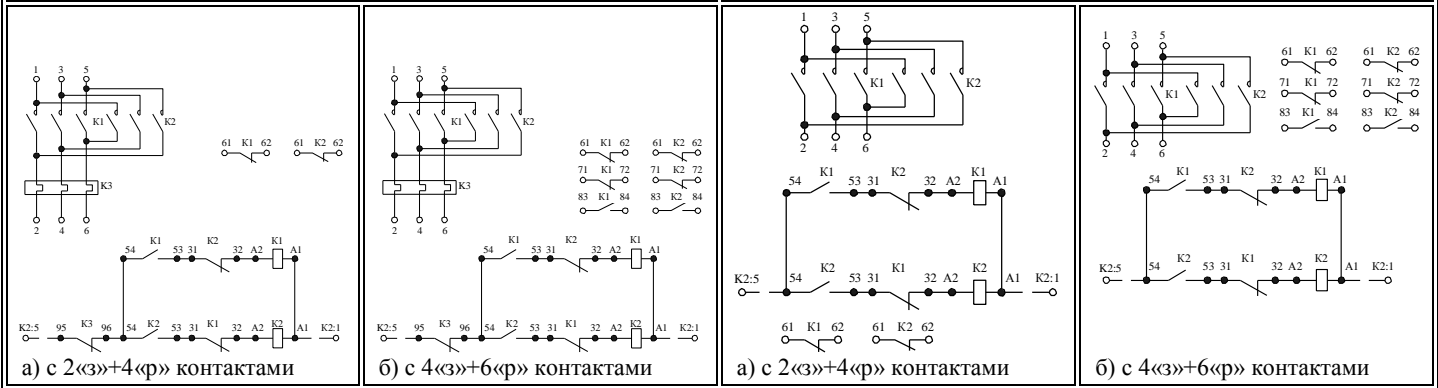 1 3 5
K1 K2
61 K1 62 61 K2 62
K3
2 4 6
54 K1 53 31 K2 32 A2 K1 A1
K2:5 95 K3 96 54 K2 53 31 K1 32 A2 K2 A1 K2:1
а) с 2«з»+4«р» контактами
1 3 5
K1 K2
61 K1 62 61 K2 62
71 K1 72 71 K2 72
83 K1 84 83 K2 84
K3
2 4 6
54 K1 53 31 K2 32 A2 K1 A1
K2:5 95 K3 96 54 K2 53 31 K1 32 A2 K2 A1 K2:1
б) с 4«з»+6«р» контактами
1 3 5
K1 K2
2 4 6
54 K1 53 31 K2 32 A2 K1 A1
K2:5 54 K2 53 31 K1 32 A2 K2 A1 K2:1
61 K1 62 61 K2 62
а) с 2«з»+4«р» контактами
1 3 5
61 K1 62 61 K2 62
K1 K2
71 K1 72 71 K2 72
83 K1 84 83 K2 84
2 4 6
54 K1 53 31 K2 32 A2 K1 A1
K2:5 54 K2 53 31 K1 32 A2 K2 A1 K2:1
б) с 4«з»+6«р» контактами